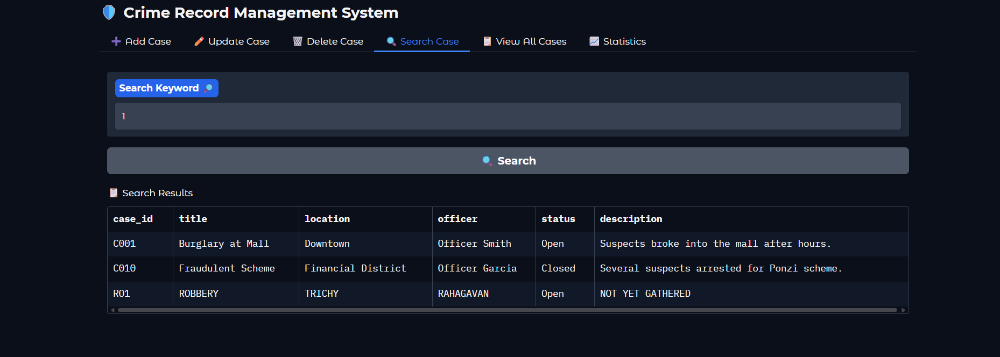 Crime Record Management System
Add Case Update Case Delete Case Search Case View All Cases Statistics
Search Keyword
1
Search
Search Results
case_id title location officer status description
C001 Burglary at Mall Downtown Officer Smith Open Suspects broke into the mall after hours.
C010 Fraudulent Scheme Financial District Officer Garcia Closed Several suspects arrested for Ponzi scheme.
RO1 ROBBERY TRICHY RAHAGAVAN Open NOT YET GATHERED